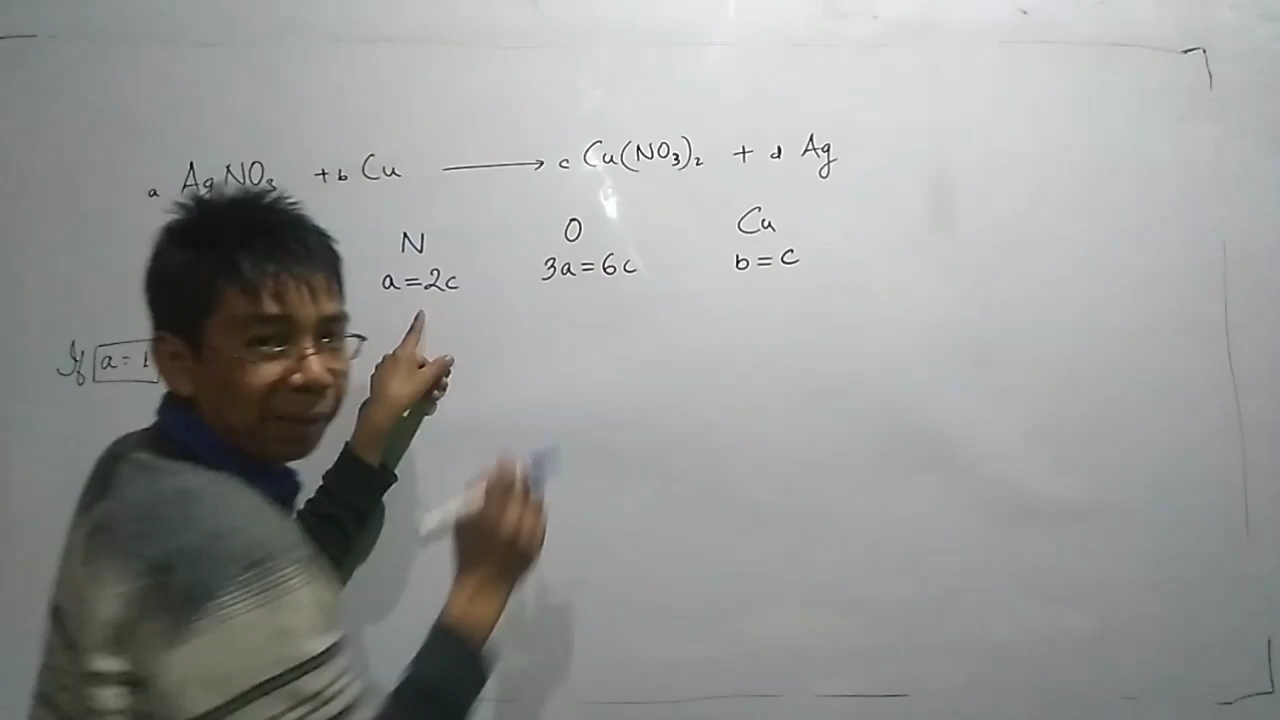 a AgNO₃ + b Cu ⟶ c Cu(NO₃)₂ + d Ag
N O Cu
a=2c 3a=6c b=c
If a=1